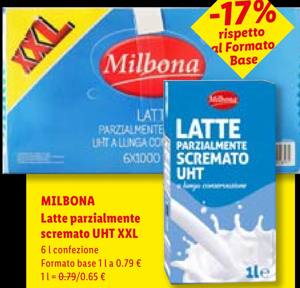 XXL
-17%
rispetto
al Formato
Base
Milbona
LATT
PARZIALMENTE
UHT A LUNGA CO
6X1000
Milbona
LATTE
PARZIALMENTE
SCREMATO
UHT
a lunga conservazione
1l e
MILBONA
Latte parzialmente
scremato UHT XXL
6 l confezione
Formato base 1 l a 0.79 €
1 l = 0.79/0.65 €